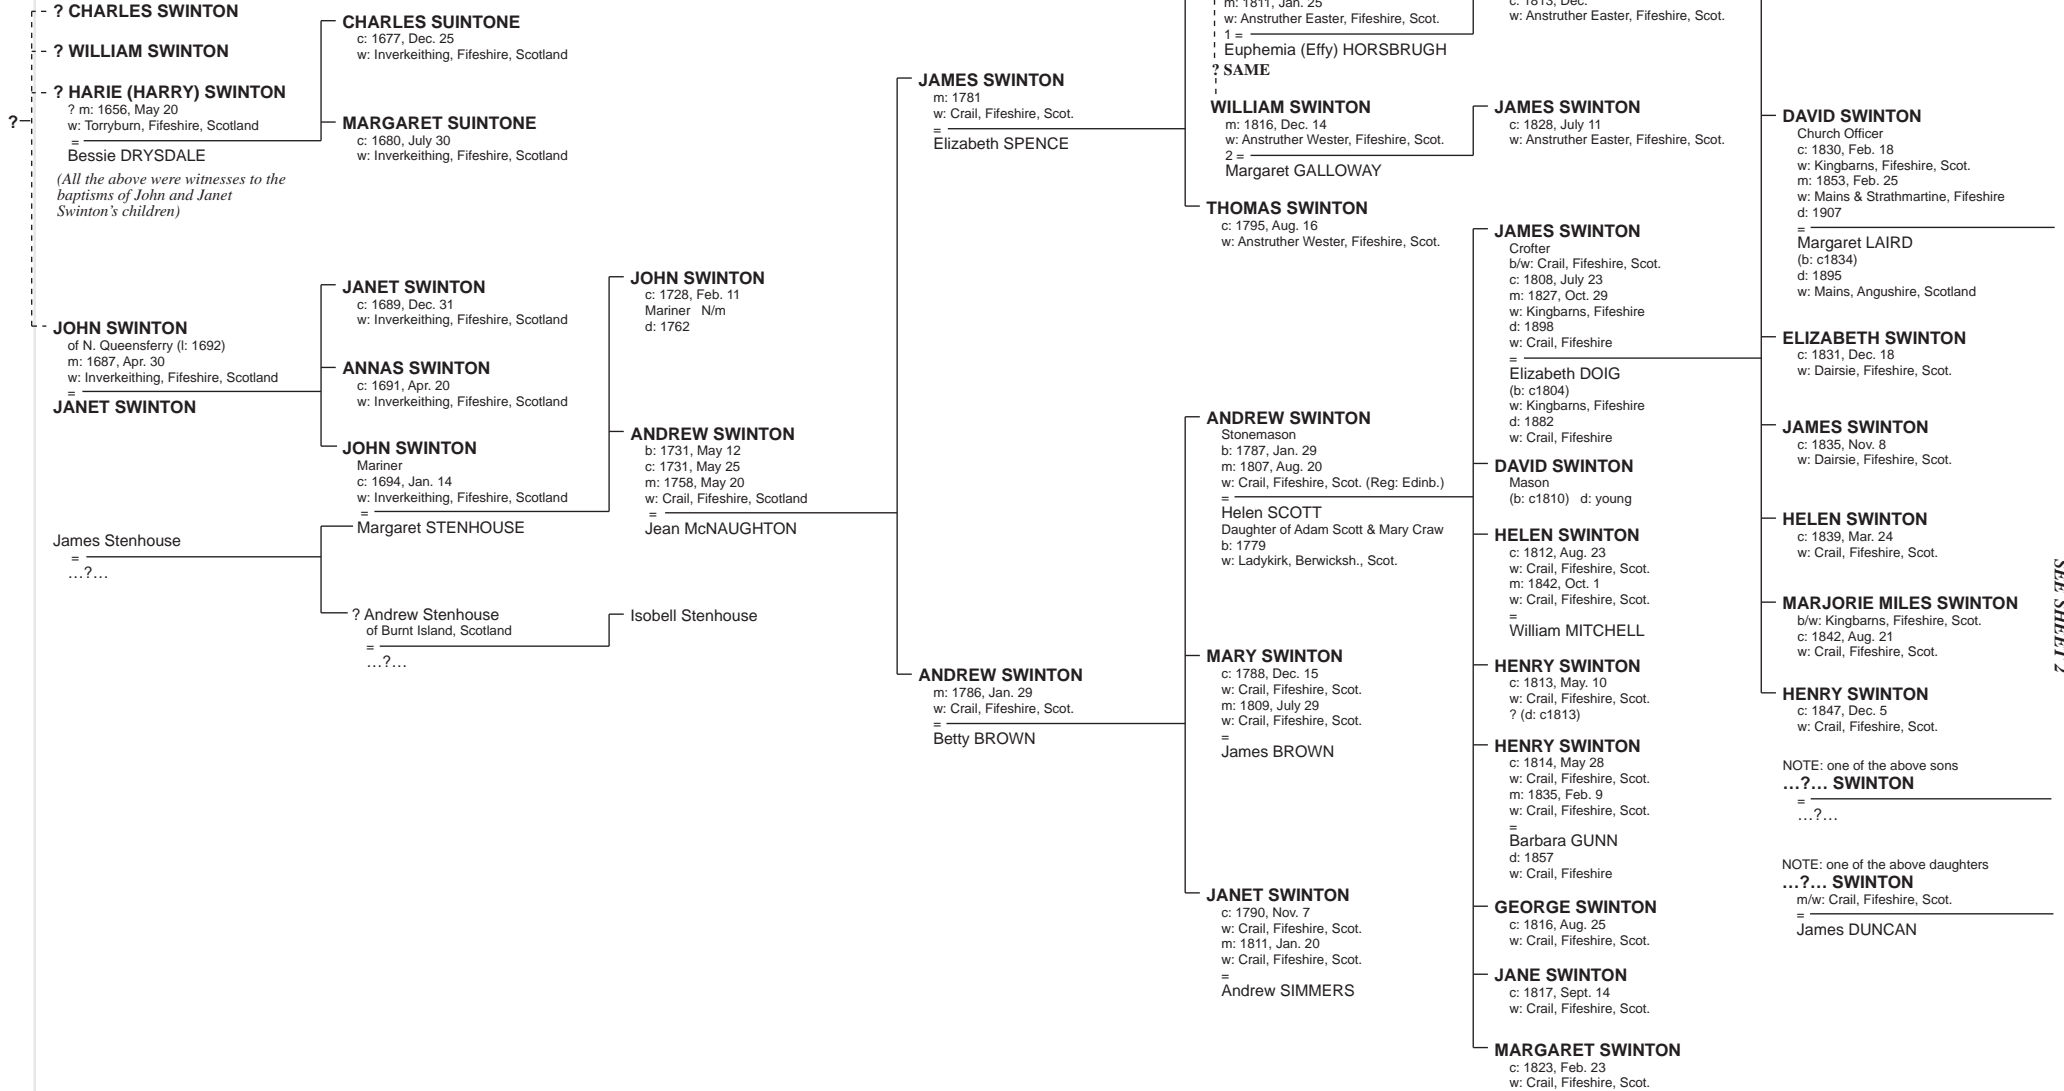 ? CHARLES SWINTON
? WILLIAM SWINTON
? HARIE (HARRY) SWINTON
? m: 1656, May 20
w: Torryburn, Fifeshire, Scotland
=
Bessie DRYSDALE
(All the above were witnesses to the
baptisms of John and Janet
Swinton's children)
?
JOHN SWINTON
of N. Queensferry (l: 1692)
m: 1687, Apr. 30
w: Inverkeithing, Fifeshire, Scotland
=
JANET SWINTON
James Stenhouse
=
...?...
CHARLES SUINTONE
c: 1677, Dec. 25
w: Inverkeithing, Fifeshire, Scotland
MARGARET SUINTONE
c: 1680, July 30
w: Inverkeithing, Fifeshire, Scotland
JANET SWINTON
c: 1689, Dec. 31
w: Inverkeithing, Fifeshire, Scotland
ANNAS SWINTON
c: 1691, Apr. 20
w: Inverkeithing, Fifeshire, Scotland
JOHN SWINTON
Mariner
c: 1694, Jan. 14
w: Inverkeithing, Fifeshire, Scotland
=
Margaret STENHOUSE
? Andrew Stenhouse
of Burnt Island, Scotland
=
...?...
JOHN SWINTON
c: 1728, Feb. 11
Mariner N/m
d: 1762
ANDREW SWINTON
b: 1731, May 12
c: 1731, May 25
m: 1758, May 20
w: Crail, Fifeshire, Scotland
=
Jean McNAUGHTON
Isobell Stenhouse
JAMES SWINTON
m: 1781
w: Crail, Fifeshire, Scot.
=
Elizabeth SPENCE
ANDREW SWINTON
m: 1786, Jan. 29
w: Crail, Fifeshire, Scot.
=
Betty BROWN
m: 1811, Jan. 25
w: Anstruther Easter, Fifeshire, Scot.
1 =
Euphemia (Effy) HORSBRUGH
? SAME
WILLIAM SWINTON
m: 1816, Dec. 14
w: Anstruther Wester, Fifeshire, Scot.
2 =
Margaret GALLOWAY
THOMAS SWINTON
c: 1795, Aug. 16
w: Anstruther Wester, Fifeshire, Scot.
ANDREW SWINTON
Stonemason
b: 1787, Jan. 29
m: 1807, Aug. 20
w: Crail, Fifeshire, Scot. (Reg: Edinb.)
=
Helen SCOTT
Daughter of Adam Scott & Mary Craw
b: 1779
w: Ladykirk, Berwicksh., Scot.
MARY SWINTON
c: 1788, Dec. 15
w: Crail, Fifeshire, Scot.
m: 1809, July 29
w: Crail, Fifeshire, Scot.
=
James BROWN
JANET SWINTON
c: 1790, Nov. 7
w: Crail, Fifeshire, Scot.
m: 1811, Jan. 20
w: Crail, Fifeshire, Scot.
=
Andrew SIMMERS
c: 1813, Dec.
w: Anstruther Easter, Fifeshire, Scot.
JAMES SWINTON
c: 1828, July 11
w: Anstruther Easter, Fifeshire, Scot.
JAMES SWINTON
Crofter
b/w: Crail, Fifeshire, Scot.
c: 1808, July 23
m: 1827, Oct. 29
w: Kingbarns, Fifeshire
d: 1898
w: Crail, Fifeshire
=
Elizabeth DOIG
(b: c1804)
w: Kingbarns, Fifeshire
d: 1882
w: Crail, Fifeshire
DAVID SWINTON
Mason
(b: c1810) d: young
HELEN SWINTON
c: 1812, Aug. 23
w: Crail, Fifeshire, Scot.
m: 1842, Oct. 1
w: Crail, Fifeshire, Scot.
=
William MITCHELL
HENRY SWINTON
c: 1813, May. 10
w: Crail, Fifeshire, Scot.
? (d: c1813)
HENRY SWINTON
c: 1814, May 28
w: Crail, Fifeshire, Scot.
m: 1835, Feb. 9
w: Crail, Fifeshire, Scot.
=
Barbara GUNN
d: 1857
w: Crail, Fifeshire
GEORGE SWINTON
c: 1816, Aug. 25
w: Crail, Fifeshire, Scot.
JANE SWINTON
c: 1817, Sept. 14
w: Crail, Fifeshire, Scot.
MARGARET SWINTON
c: 1823, Feb. 23
w: Crail, Fifeshire, Scot.
DAVID SWINTON
Church Officer
c: 1830, Feb. 18
w: Kingbarns, Fifeshire, Scot.
m: 1853, Feb. 25
w: Mains & Strathmartine, Fifeshire
d: 1907
=
Margaret LAIRD
(b: c1834)
d: 1895
w: Mains, Angushire, Scotland
ELIZABETH SWINTON
c: 1831, Dec. 18
w: Dairsie, Fifeshire, Scot.
JAMES SWINTON
c: 1835, Nov. 8
w: Dairsie, Fifeshire, Scot.
HELEN SWINTON
c: 1839, Mar. 24
w: Crail, Fifeshire, Scot.
MARJORIE MILES SWINTON
b/w: Kingbarns, Fifeshire, Scot.
c: 1842, Aug. 21
w: Crail, Fifeshire, Scot.
HENRY SWINTON
c: 1847, Dec. 5
w: Crail, Fifeshire, Scot.
NOTE: one of the above sons
...?... SWINTON
=
...?...
NOTE: one of the above daughters
...?... SWINTON
m/w: Crail, Fifeshire, Scot.
=
James DUNCAN
SEE SHEET 2